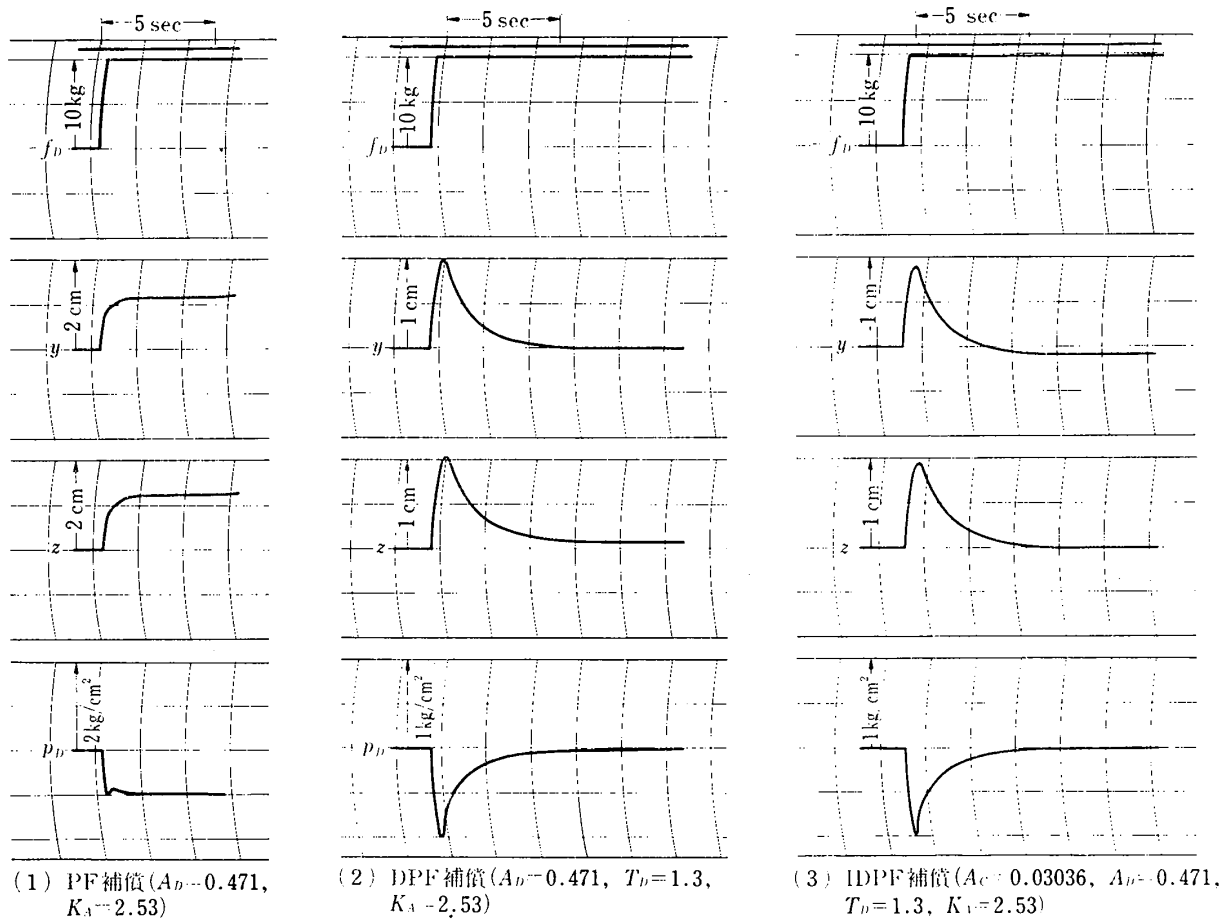 5 sec
10 kg
f_D
2 cm
y
2 cm
z
2 kg/cm²
p_D
(1) PF補償(A_D=0.471,
K_A=2.53)
5 sec
10 kg
f_D
1 cm
y
1 cm
z
1 kg/cm²
p_D
(2) DPF補償(A_D=0.471, T_D=1.3,
K_A=2.53)
5 sec
10 kg
f_D
1 cm
y
1 cm
z
1 kg/cm²
(3) IDPF補償(A_C=0.03036, A_D=0.471,
T_D=1.3, K_A=2.53)